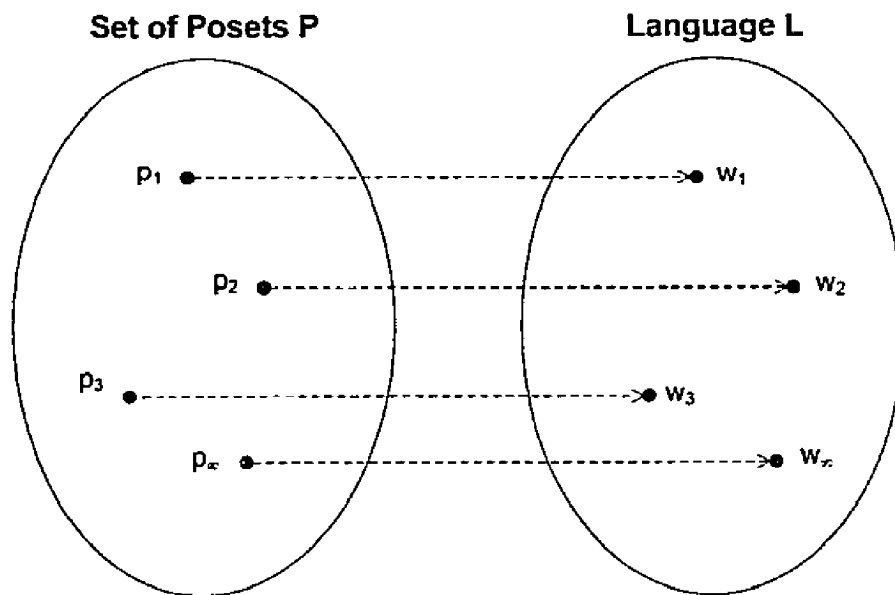 Set of Posets P
Language L
p₁
w₁
p₂
w₂
p₃
w₃
p∞
w∞